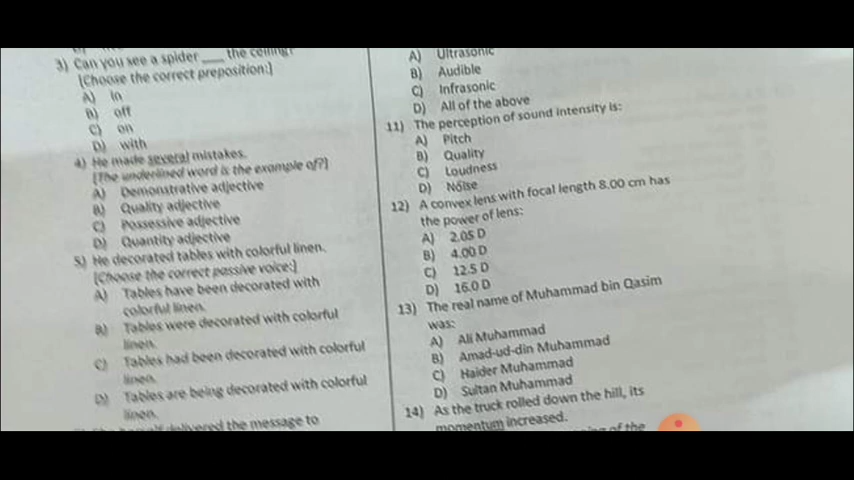 3) Can you see a spider ___ the ceiling?
[Choose the correct preposition:]
A) In
B) off
C) on
D) with
4) He made several mistakes.
[The underlined word is the example of?]
A) Demonstrative adjective
B) Quality adjective
C) Possessive adjective
D) Quantity adjective
5) He decorated tables with colorful linen.
[Choose the correct passive voice:]
A) Tables have been decorated with
colorful linen.
B) Tables were decorated with colorful
linen.
C) Tables had been decorated with colorful
linen.
D) Tables are being decorated with colorful
linen.
delivered the message to
A) Ultrasonic
B) Audible
C) Infrasonic
D) All of the above
11) The perception of sound intensity is:
A) Pitch
B) Quality
C) Loudness
D) Noise
12) A convex lens with focal length 8.00 cm has
the power of lens:
A) 2.05 D
B) 4.00 D
C) 12.5 D
D) 16.0 D
13) The real name of Muhammad bin Qasim
was:
A) Ali Muhammad
B) Amad-ud-din Muhammad
C) Haider Muhammad
D) Sultan Muhammad
14) As the truck rolled down the hill, its
momentum increased.
of the